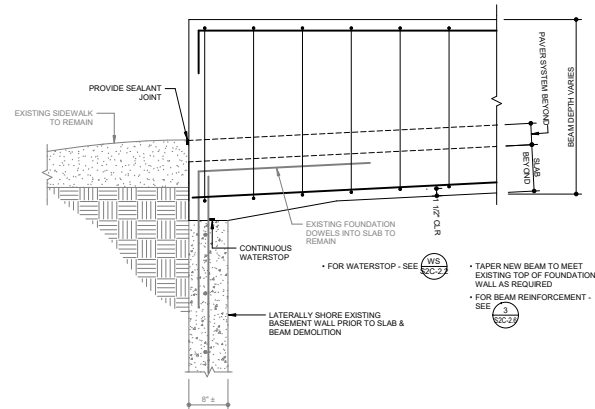 PROVIDE SEALANT
JOINT
EXISTING SIDEWALK
TO REMAIN
PAVER SYSTEM BEYOND
SLAB
BEYOND
BEAM DEPTH VARIES
EXISTING FOUNDATION
DOWELS INTO SLAB TO
REMAIN
1 1/2" CLR
CONTINUOUS
WATERSTOP
• FOR WATERSTOP - SEE
WS
S2C-2.2
• TAPER NEW BEAM TO MEET
EXISTING TOP OF FOUNDATION
WALL AS REQUIRED
• FOR BEAM REINFORCEMENT -
SEE
3
S2C-2.6
LATERALLY SHORE EXISTING
BASEMENT WALL PRIOR TO SLAB &
BEAM DEMOLITION
8" ±